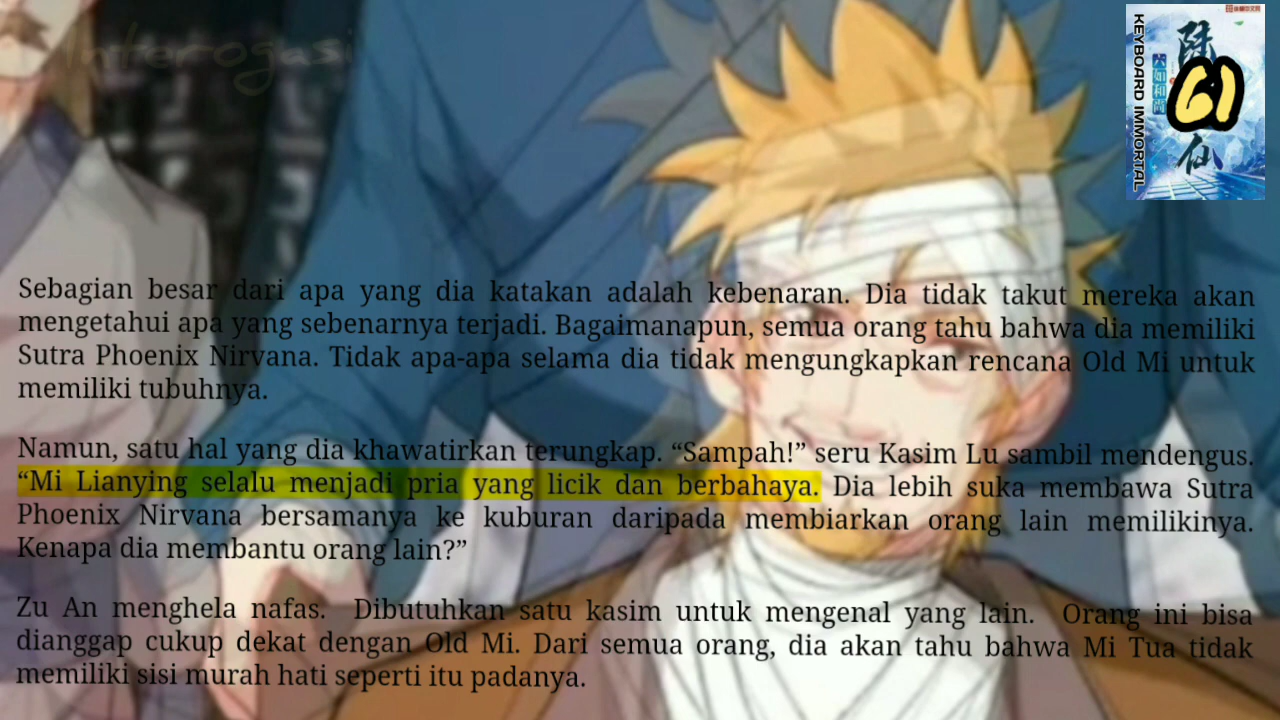 Interogasi
KEYBOARD IMMORTAL
陸
61
仙
Sebagian besar dari apa yang dia katakan adalah kebenaran. Dia tidak takut mereka akan
mengetahui apa yang sebenarnya terjadi. Bagaimanapun, semua orang tahu bahwa dia memiliki
Sutra Phoenix Nirvana. Tidak apa-apa selama dia tidak mengungkapkan rencana Old Mi untuk
memiliki tubuhnya.
Namun, satu hal yang dia khawatirkan terungkap. “Sampah!” seru Kasim Lu sambil mendengus.
“Mi Lianying selalu menjadi pria yang licik dan berbahaya. Dia lebih suka membawa Sutra
Phoenix Nirvana bersamanya ke kuburan daripada membiarkan orang lain memilikinya.
Kenapa dia membantu orang lain?”
Zu An menghela nafas. Dibutuhkan satu kasim untuk mengenal yang lain. Orang ini bisa
dianggap cukup dekat dengan Old Mi. Dari semua orang, dia akan tahu bahwa Mi Tua tidak
memiliki sisi murah hati seperti itu padanya.